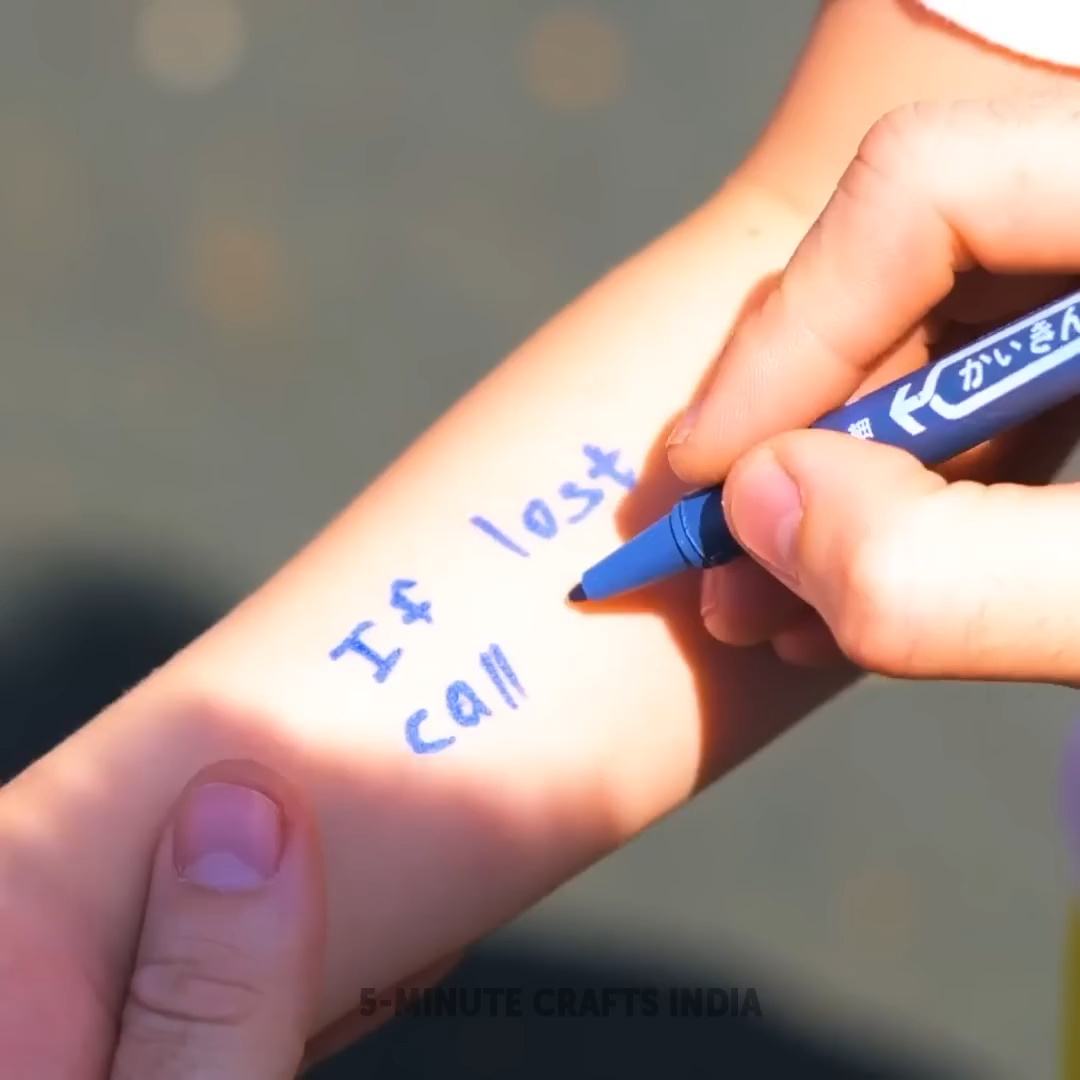 If lost
call
かいきん
5-MINUTE CRAFTS INDIA